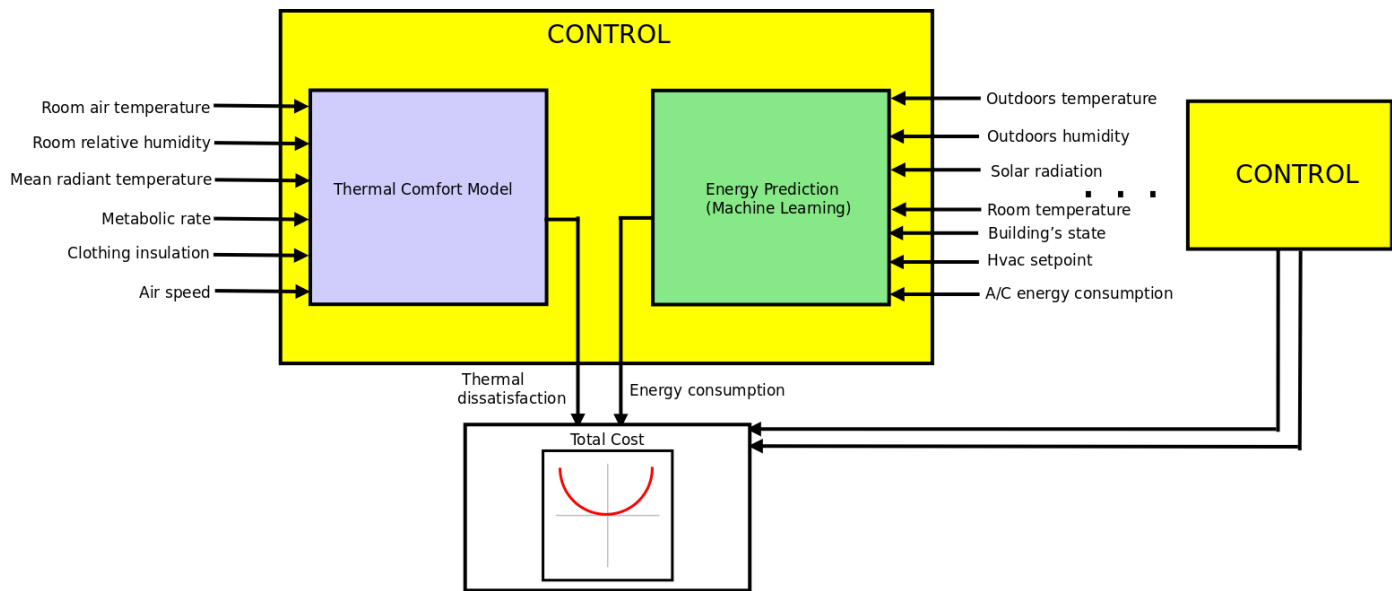 CONTROL
Room air temperature
Room relative humidity
Mean radiant temperature
Metabolic rate
Clothing insulation
Air speed
Thermal Comfort Model
Energy Prediction
(Machine Learning)
Outdoors temperature
Outdoors humidity
Solar radiation
Room temperature
Building's state
Hvac setpoint
A/C energy consumption
. . .
CONTROL
Thermal
dissatisfaction
Energy consumption
Total Cost